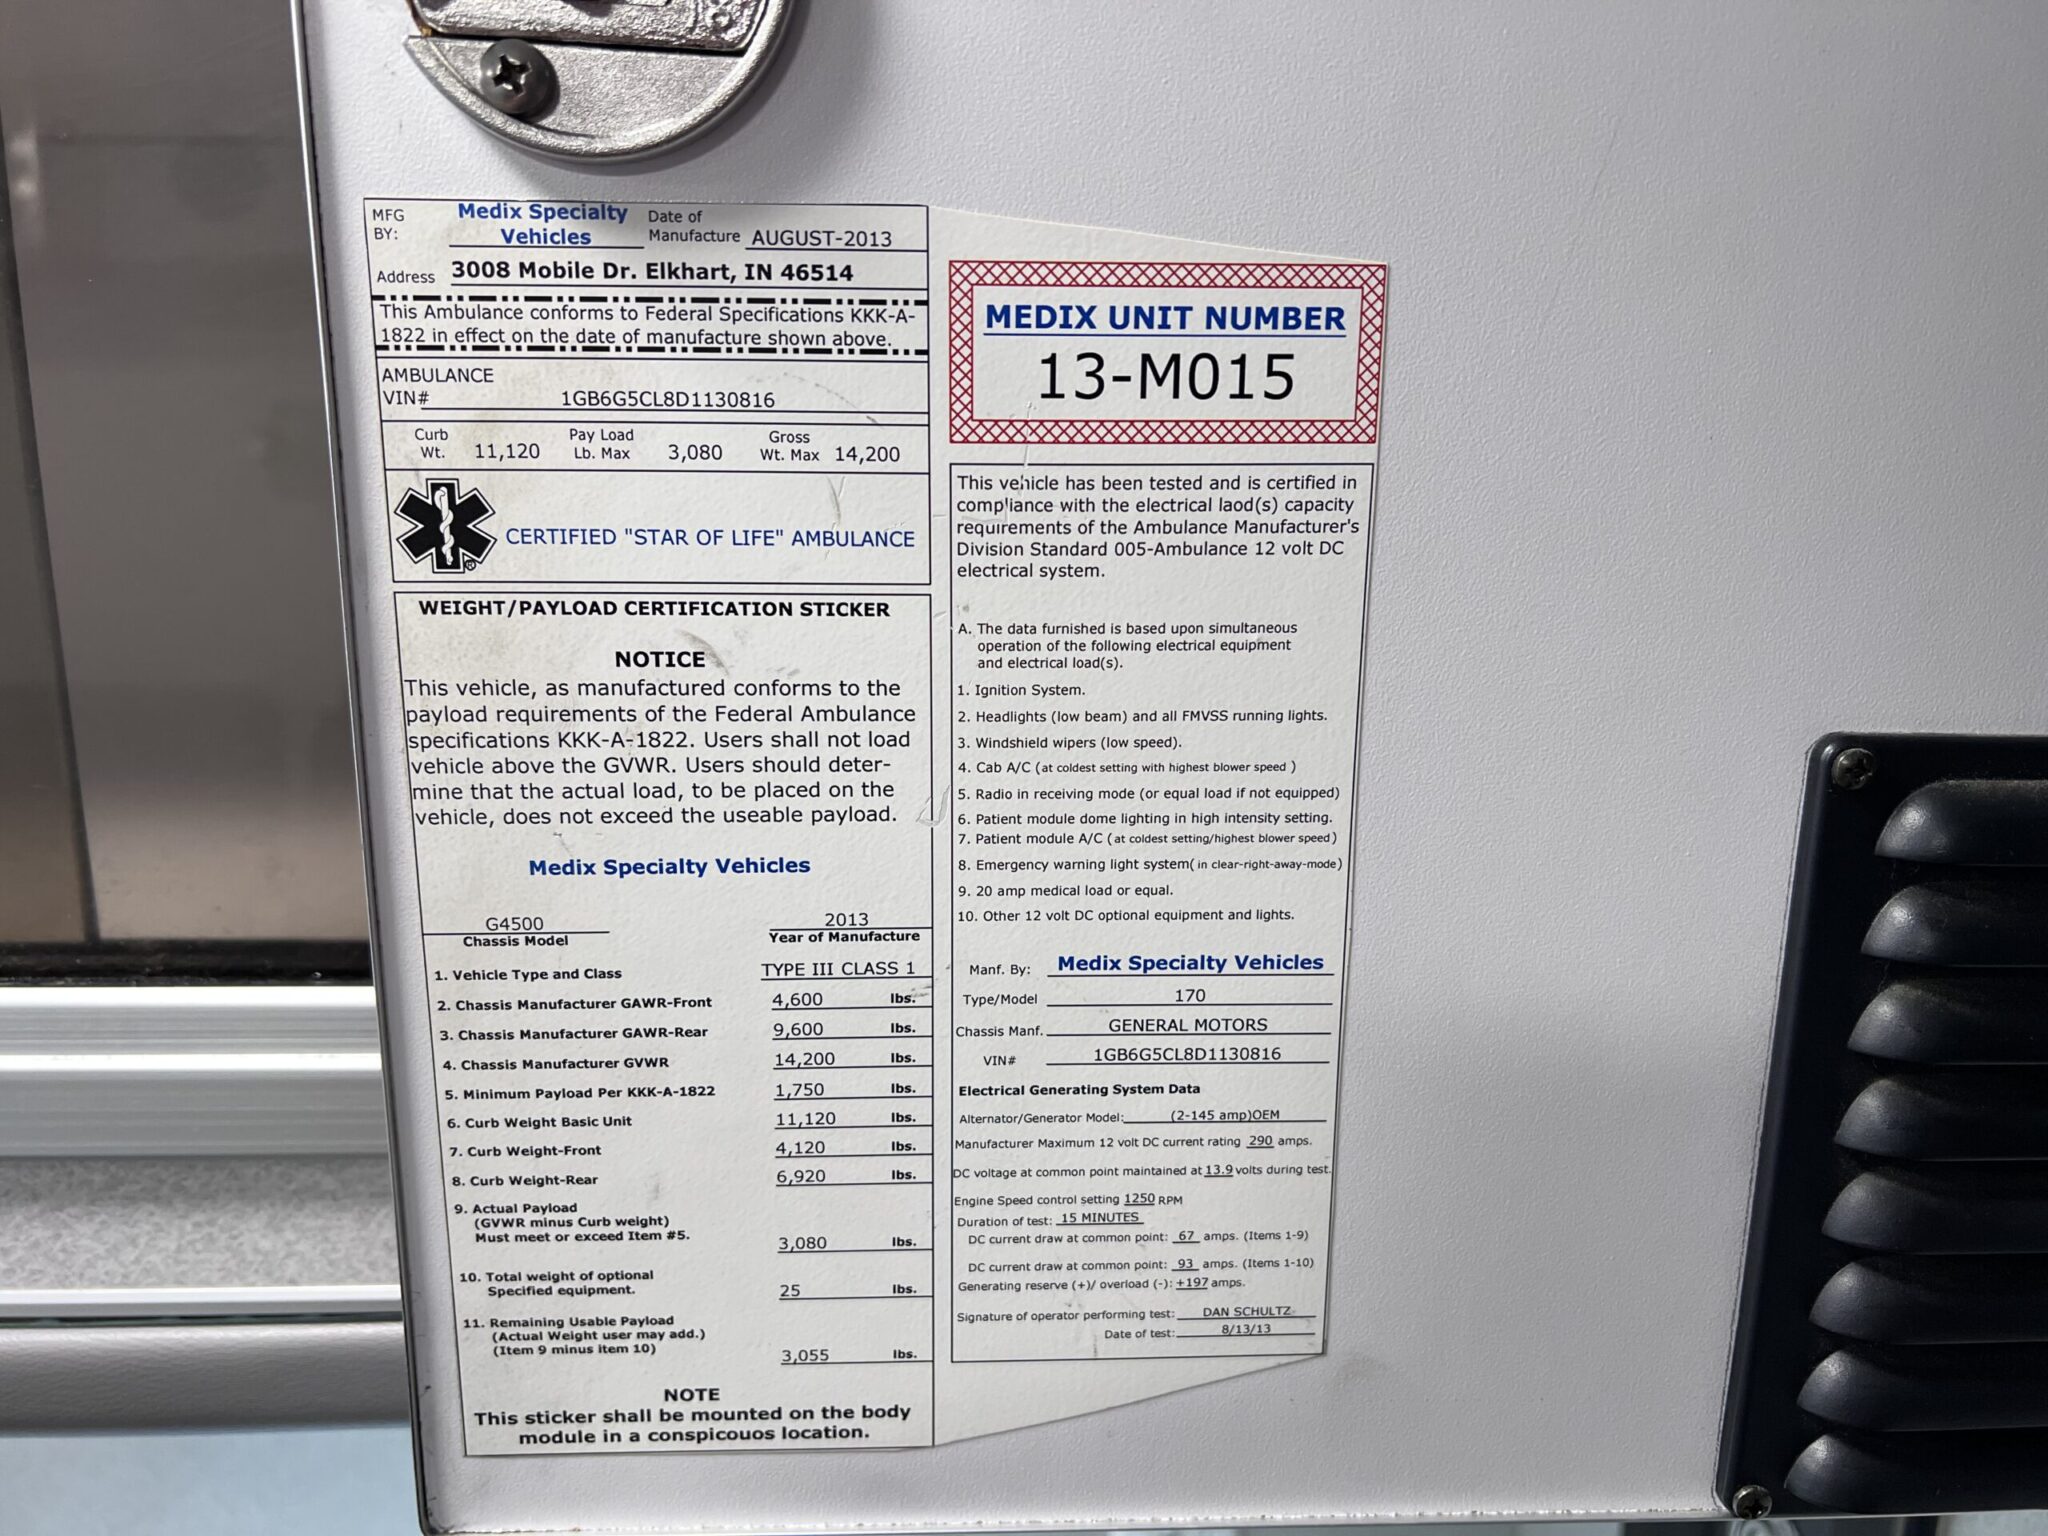 MFG BY: Medix Specialty Vehicles Date of Manufacture AUGUST-2013
Address 3008 Mobile Dr. Elkhart, IN 46514
This Ambulance conforms to Federal Specifications KKK-A-
1822 in effect on the date of manufacture shown above.
AMBULANCE
VIN# 1GB6G5CL8D1130816
Curb Wt. 11,120 Pay Load Lb. Max 3,080 Gross Wt. Max 14,200
CERTIFIED "STAR OF LIFE" AMBULANCE
®
WEIGHT/PAYLOAD CERTIFICATION STICKER
NOTICE
This vehicle, as manufactured conforms to the
payload requirements of the Federal Ambulance
specifications KKK-A-1822. Users shall not load
vehicle above the GVWR. Users should deter-
mine that the actual load, to be placed on the
vehicle, does not exceed the useable payload.
Medix Specialty Vehicles
G4500 2013
Chassis Model Year of Manufacture
1. Vehicle Type and Class TYPE III CLASS 1
2. Chassis Manufacturer GAWR-Front 4,600 lbs.
3. Chassis Manufacturer GAWR-Rear 9,600 lbs.
4. Chassis Manufacturer GVWR 14,200 lbs.
5. Minimum Payload Per KKK-A-1822 1,750 lbs.
6. Curb Weight Basic Unit 11,120 lbs.
7. Curb Weight-Front 4,120 lbs.
8. Curb Weight-Rear 6,920 lbs.
9. Actual Payload
(GVWR minus Curb weight)
Must meet or exceed Item #5. 3,080 lbs.
10. Total weight of optional
Specified equipment. 25 lbs.
11. Remaining Usable Payload
(Actual Weight user may add.)
(Item 9 minus item 10) 3,055 lbs.
NOTE
This sticker shall be mounted on the body
module in a conspicouos location.
MEDIX UNIT NUMBER
13-M015
This vehicle has been tested and is certified in
compliance with the electrical laod(s) capacity
requirements of the Ambulance Manufacturer's
Division Standard 005-Ambulance 12 volt DC
electrical system.
A. The data furnished is based upon simultaneous
operation of the following electrical equipment
and electrical load(s).
1. Ignition System.
2. Headlights (low beam) and all FMVSS running lights.
3. Windshield wipers (low speed).
4. Cab A/C (at coldest setting with highest blower speed )
5. Radio in receiving mode (or equal load if not equipped)
6. Patient module dome lighting in high intensity setting.
7. Patient module A/C (at coldest setting/highest blower speed)
8. Emergency warning light system( in clear-right-away-mode)
9. 20 amp medical load or equal.
10. Other 12 volt DC optional equipment and lights.
Manf. By: Medix Specialty Vehicles
Type/Model 170
Chassis Manf. GENERAL MOTORS
VIN# 1GB6G5CL8D1130816
Electrical Generating System Data
Alternator/Generator Model: (2-145 amp)OEM
Manufacturer Maximum 12 volt DC current rating 290 amps.
DC voltage at common point maintained at 13.9 volts during test.
Engine Speed control setting 1250 RPM
Duration of test: 15 MINUTES
DC current draw at common point: 67 amps. (Items 1-9)
DC current draw at common point: 93 amps. (Items 1-10)
Generating reserve (+)/ overload (-): +197 amps.
Signature of operator performing test: DAN SCHULTZ
Date of test: 8/13/13